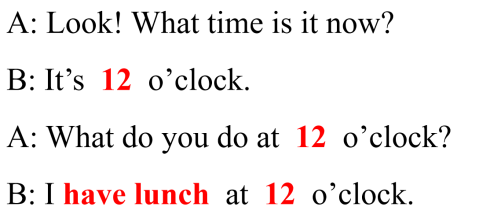 A: Look! What time is it now?
B: It’s 12 o’clock.
A: What do you do at 12 o’clock?
B: I have lunch at 12 o’clock.